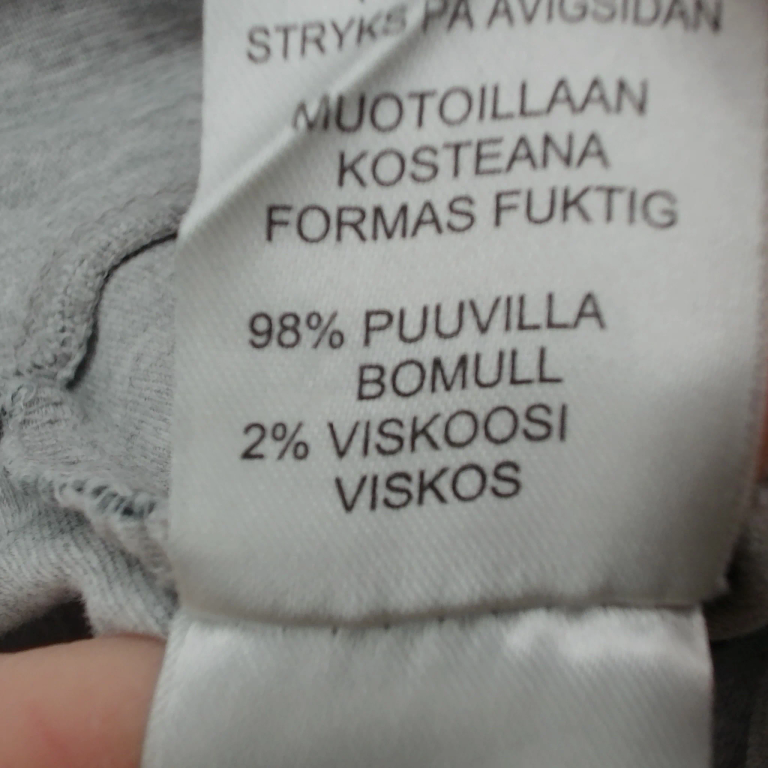 STRYKS PÅ AVIGSIDAN
MUOTOILLAAN
KOSTEANA
FORMAS FUKTIG
98% PUUVILLA
BOMULL
2% VISKOOSI
VISKOS